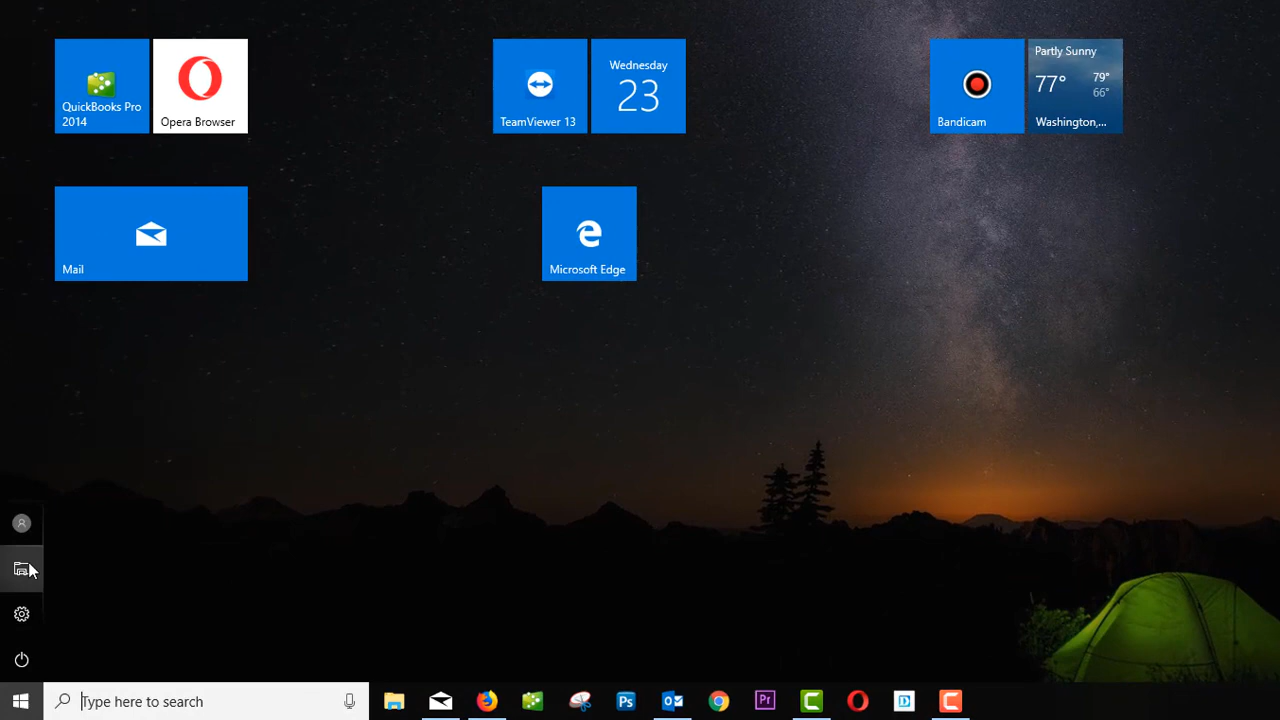 QuickBooks Pro
2014
Opera Browser
TeamViewer 13
Wednesday
23
Bandicam
Partly Sunny
77°
79°
66°
Washington,...
Mail
Microsoft Edge
Type here to search